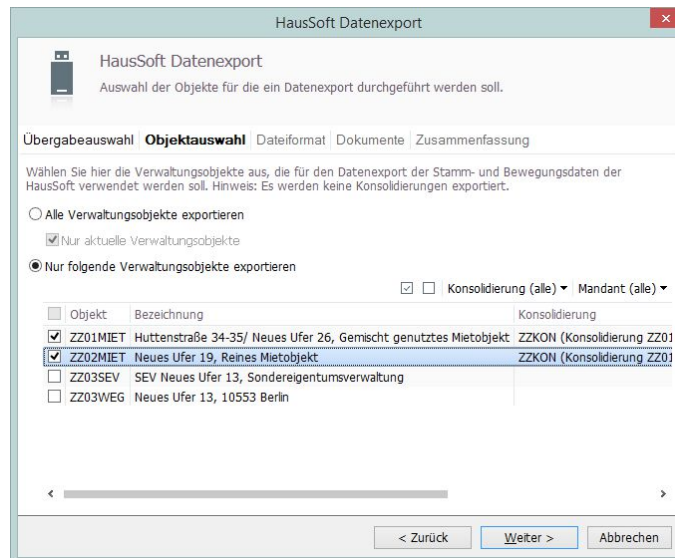 HausSoft Datenexport
HausSoft Datenexport
Auswahl der Objekte für die ein Datenexport durchgeführt werden soll.
Übergabeauswahl Objektauswahl Dateiformat Dokumente Zusammenfassung
Wählen Sie hier die Verwaltungsobjekte aus, die für den Datenexport der Stamm- und Bewegungsdaten der
HausSoft verwendet werden soll. Hinweis: Es werden keine Konsolidierungen exportiert.
Alle Verwaltungsobjekte exportieren
Nur aktuelle Verwaltungsobjekte
Nur folgende Verwaltungsobjekte exportieren
Konsolidierung (alle) Mandant (alle)
Objekt Bezeichnung Konsolidierung
ZZ01MIET Huttenstraße 34-35/ Neues Ufer 26, Gemischt genutztes Mietobjekt ZZKON (Konsolidierung ZZ01
ZZ02MIET Neues Ufer 19, Reines Mietobjekt ZZKON (Konsolidierung ZZ01
ZZ03SEV SEV Neues Ufer 13, Sondereigentumsverwaltung
ZZ03WEG Neues Ufer 13, 10553 Berlin
< Zurück Weiter > Abbrechen